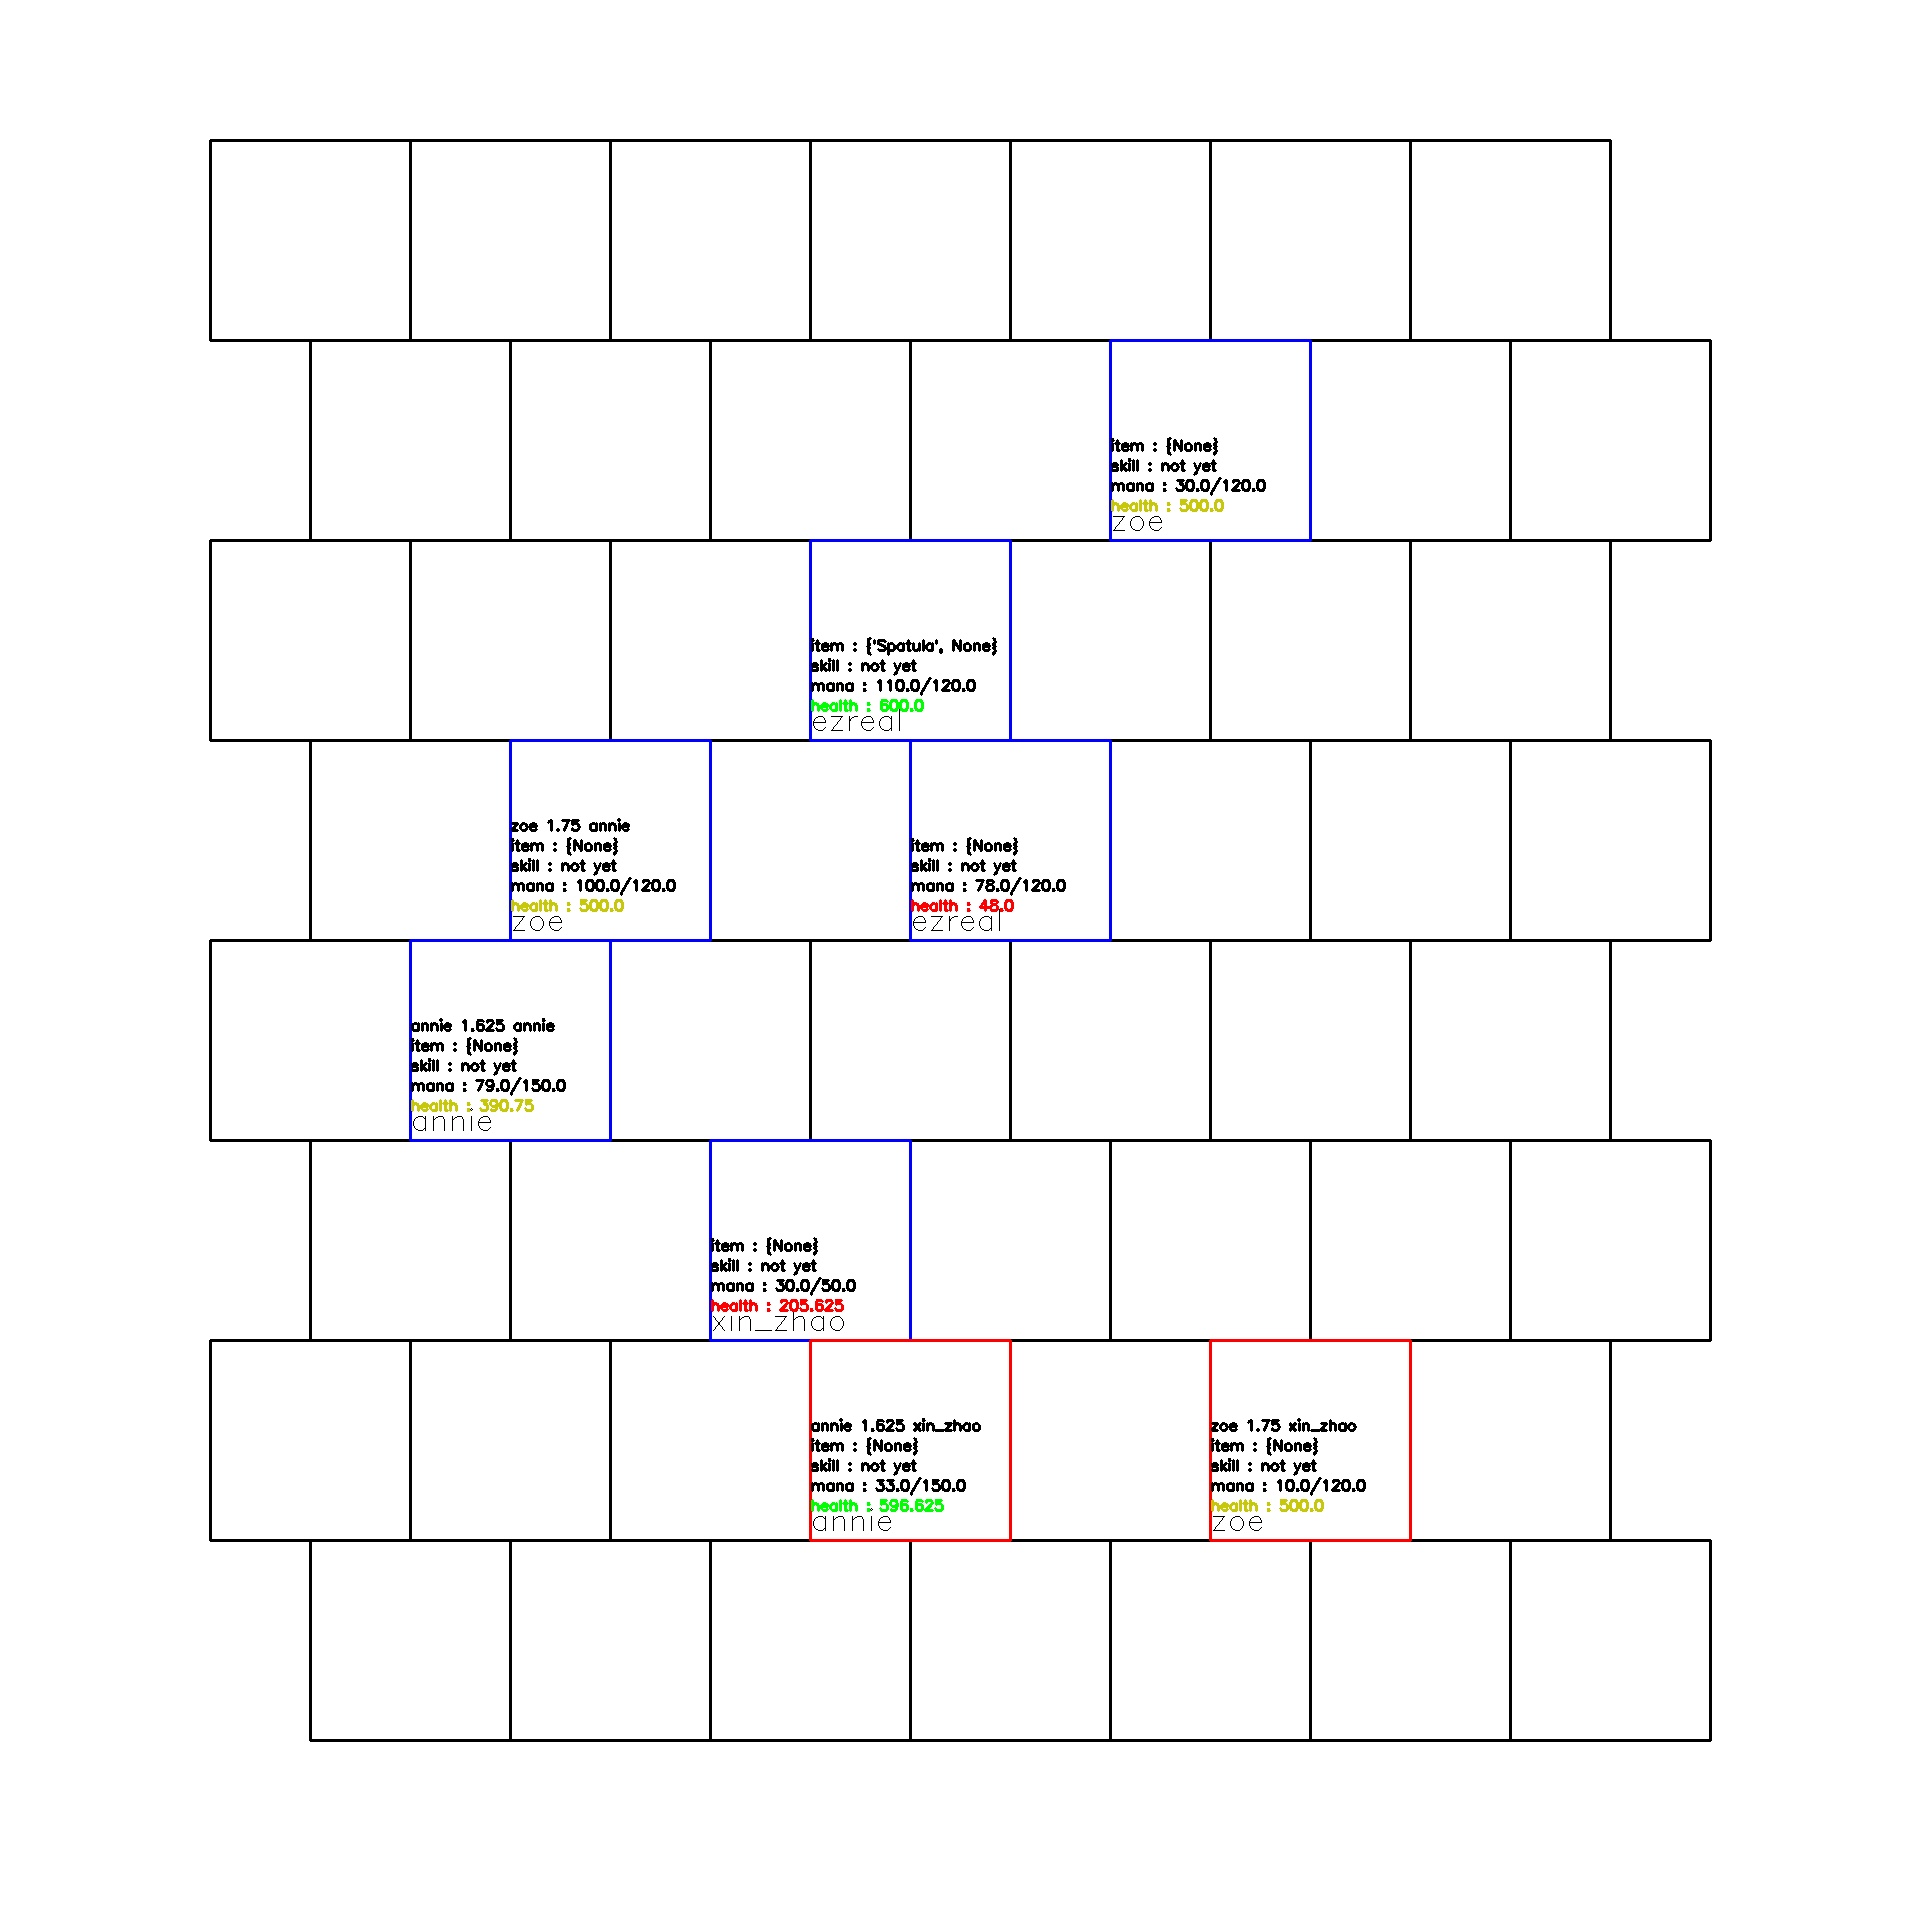 item : {None}
skill : not yet
mana : 30.0/120.0
health : 500.0
zoe
item : {'Spatula', None}
skill : not yet
mana : 110.0/120.0
health : 600.0
ezreal
zoe 1.75 annie
item : {None}
skill : not yet
mana : 100.0/120.0
health : 500.0
zoe
item : {None}
skill : not yet
mana : 78.0/120.0
health : 48.0
ezreal
annie 1.625 annie
item : {None}
skill : not yet
mana : 79.0/150.0
health : 390.75
annie
item : {None}
skill : not yet
mana : 30.0/50.0
health : 205.625
xin_zhao
annie 1.625 xin_zhao
item : {None}
skill : not yet
mana : 33.0/150.0
health : 596.625
annie
zoe 1.75 xin_zhao
item : {None}
skill : not yet
mana : 10.0/120.0
health : 500.0
zoe